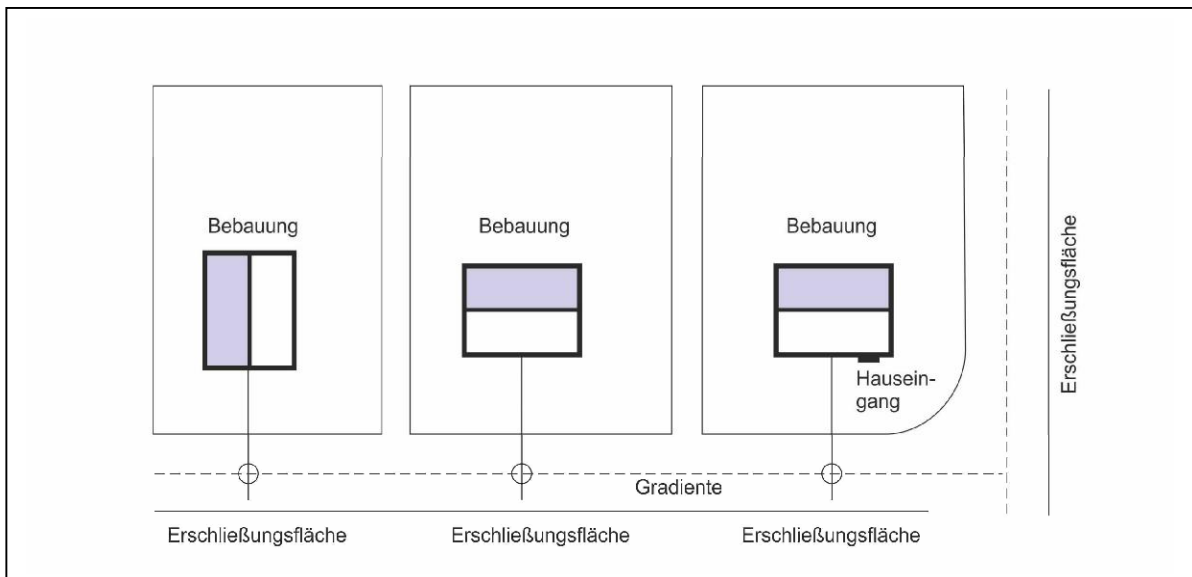 Bebauung
Bebauung
Bebauung
Hausein-
gang
Gradiente
Erschließungsfläche
Erschließungsfläche
Erschließungsfläche
Erschließungsfläche